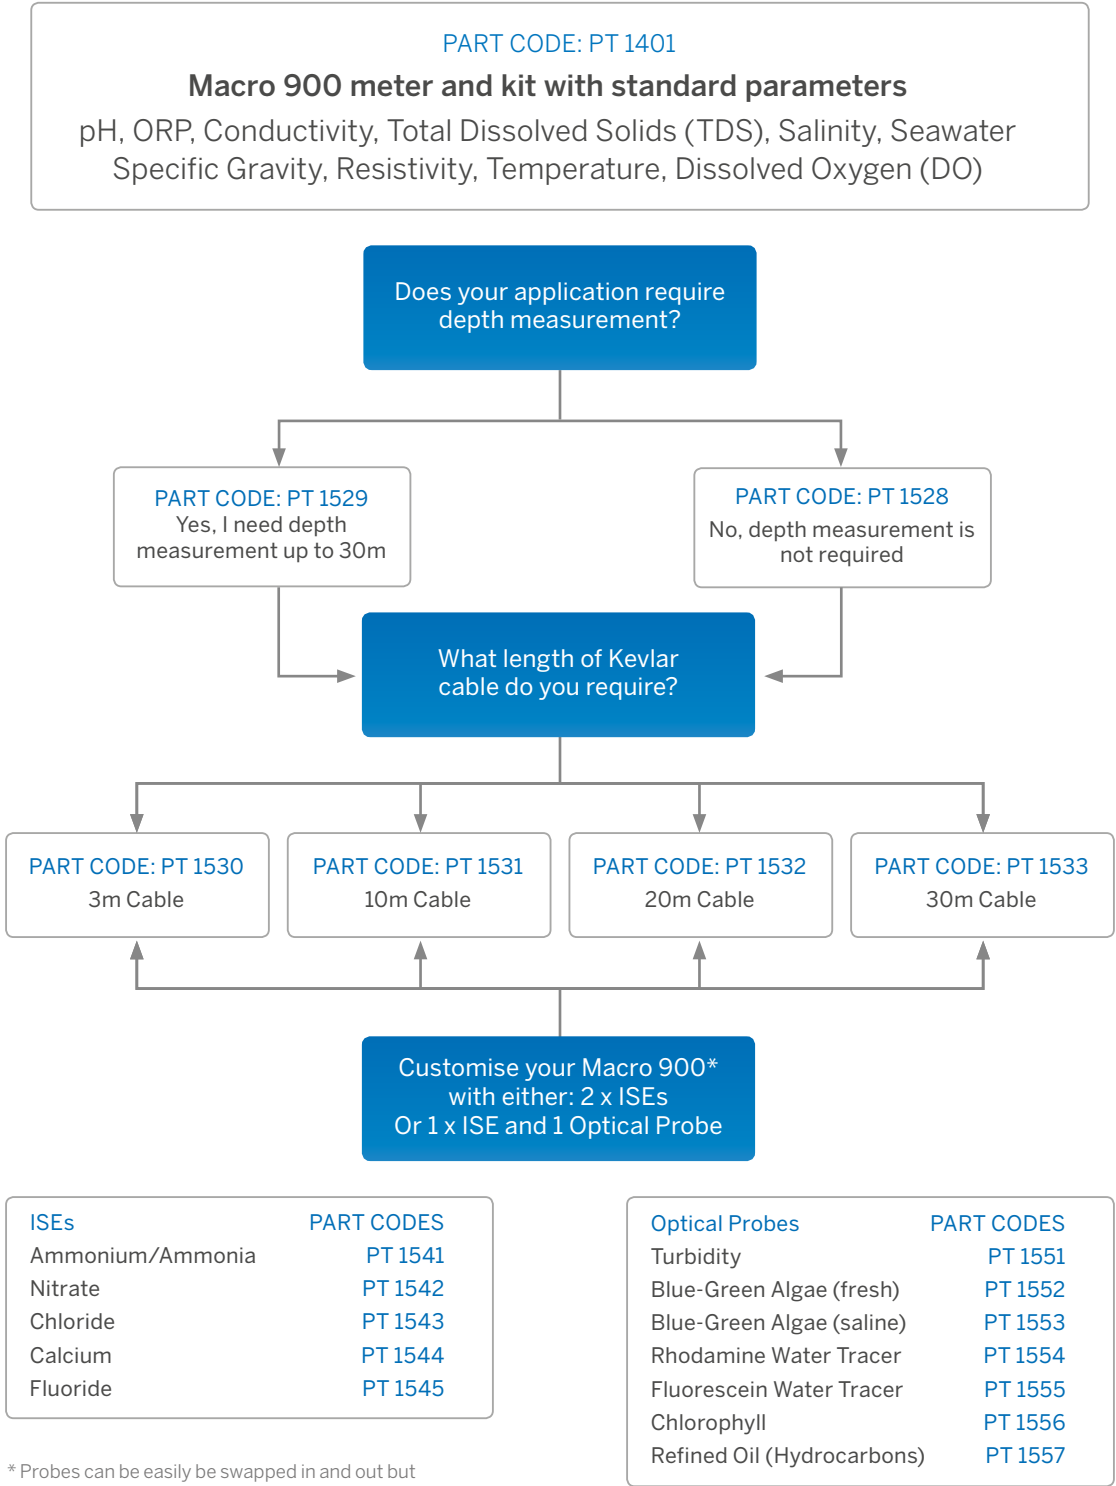 PART CODE: PT 1401
Macro 900 meter and kit with standard parameters
pH, ORP, Conductivity, Total Dissolved Solids (TDS), Salinity, Seawater
Specific Gravity, Resistivity, Temperature, Dissolved Oxygen (DO)
Does your application require
depth measurement?
PART CODE: PT 1529
Yes, I need depth
measurement up to 30m
PART CODE: PT 1528
No, depth measurement is
not required
What length of Kevlar
cable do you require?
PART CODE: PT 1530
3m Cable
PART CODE: PT 1531
10m Cable
PART CODE: PT 1532
20m Cable
PART CODE: PT 1533
30m Cable
Customise your Macro 900*
with either: 2 x ISEs
Or 1 x ISE and 1 Optical Probe
ISEs PART CODES
Ammonium/Ammonia PT 1541
Nitrate PT 1542
Chloride PT 1543
Calcium PT 1544
Fluoride PT 1545
Optical Probes PART CODES
Turbidity PT 1551
Blue-Green Algae (fresh) PT 1552
Blue-Green Algae (saline) PT 1553
Rhodamine Water Tracer PT 1554
Fluorescein Water Tracer PT 1555
Chlorophyll PT 1556
Refined Oil (Hydrocarbons) PT 1557
* Probes can be easily be swapped in and out but